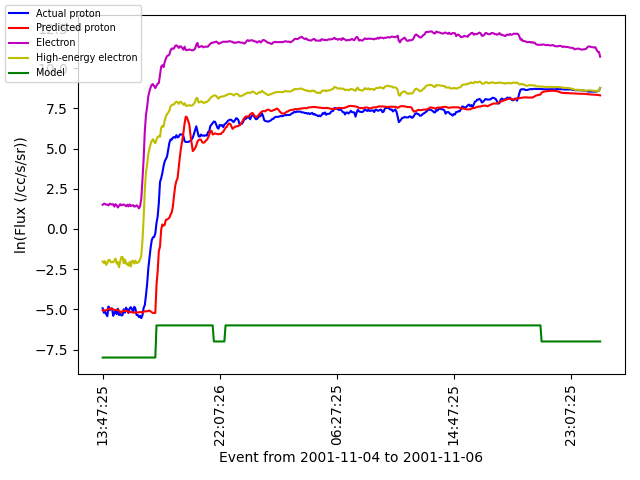 Actual proton
Predicted proton
Electron
High-energy electron
Model
7.5
5.0
2.5
0.0
−2.5
−5.0
−7.5
ln(Flux (/cc/s/sr))
13:47:25
22:07:26
06:27:25
14:47:25
23:07:25
Event from 2001-11-04 to 2001-11-06